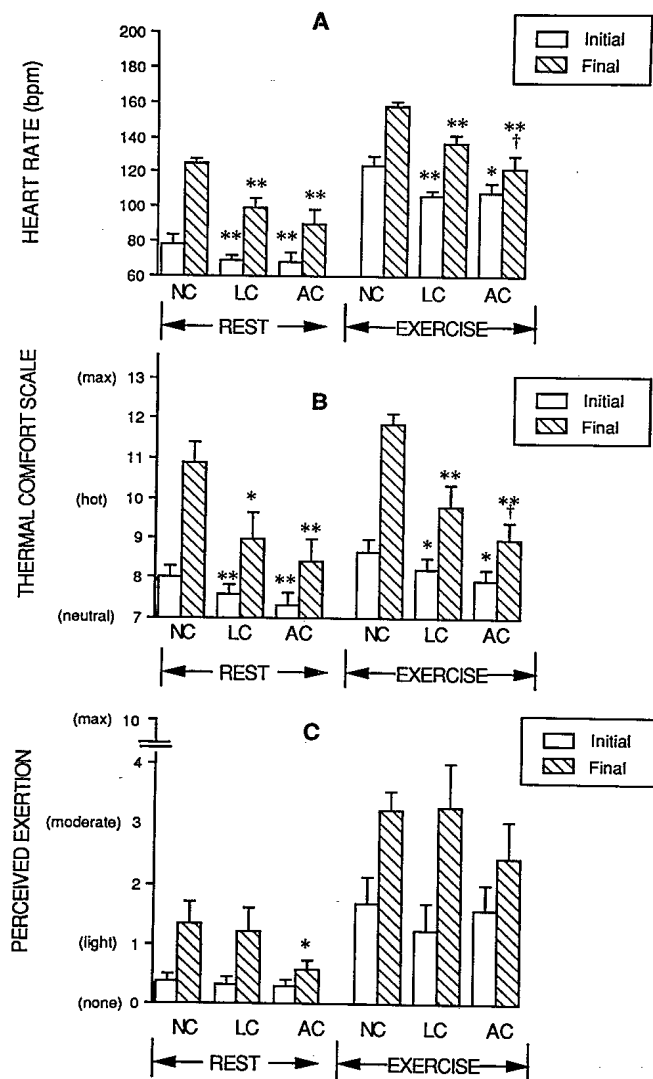 A
Initial
Final
HEART RATE (bpm)
200
180
160
140
120
100
80
60
** ** ** ** ** ** * ** †
NC LC AC NC LC AC
REST EXERCISE
B
Initial
Final
THERMAL COMFORT SCALE
(max) 13
12
11
(hot) 10
9
8
(neutral) 7
** * ** ** * ** * ** †
NC LC AC NC LC AC
REST EXERCISE
C
Initial
Final
PERCEIVED EXERTION
(max) 10
4
(moderate) 3
2
(light) 1
(none) 0
*
NC LC AC NC LC AC
REST EXERCISE